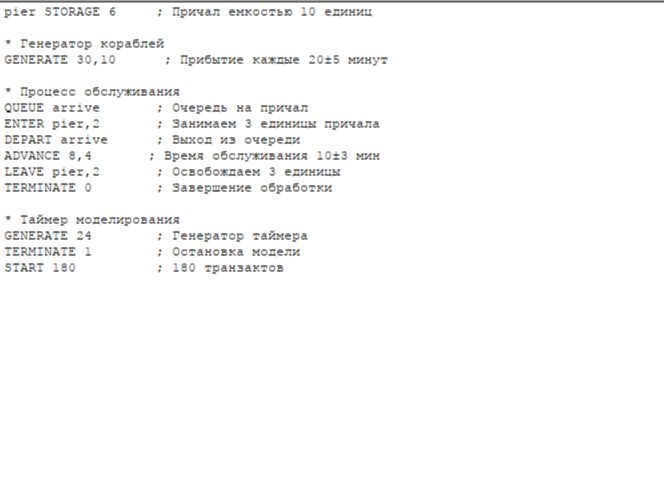 pier STORAGE 6 ; Причал емкостью 10 единиц
* Генератор кораблей
GENERATE 30,10 ; Прибытие каждые 20±5 минут
* Процесс обслуживания
QUEUE arrive ; Очередь на причал
ENTER pier,2 ; Занимаем 3 единицы причала
DEPART arrive ; Выход из очереди
ADVANCE 8,4 ; Время обслуживания 10±3 мин
LEAVE pier,2 ; Освобождаем 3 единицы
TERMINATE 0 ; Завершение обработки
* Таймер моделирования
GENERATE 24 ; Генератор таймера
TERMINATE 1 ; Остановка модели
START 180 ; 180 транзактов